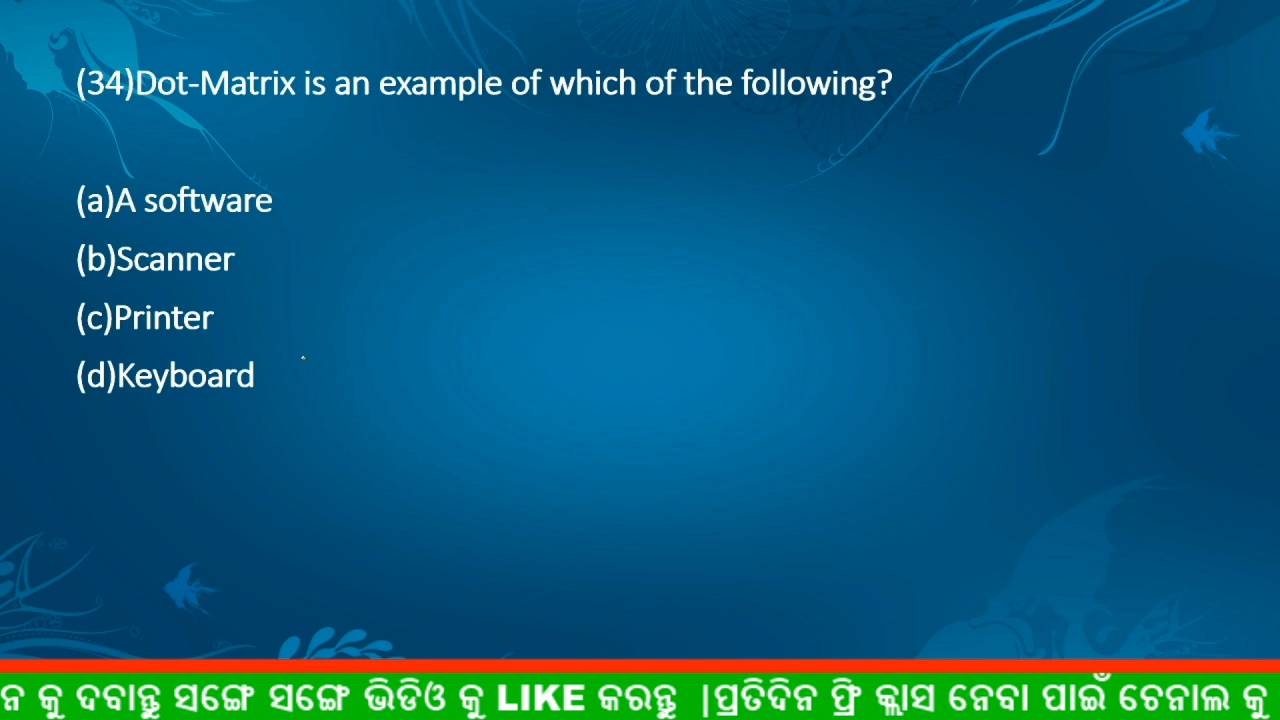 (34)Dot-Matrix is an example of which of the following?
(a)A software
(b)Scanner
(c)Printer
(d)Keyboard
ନ କୁ ଦବାନ୍ତୁ ସଙ୍ଗେ ସଙ୍ଗେ ଭିଡିଓ କୁ LIKE କରନ୍ତୁ |ପ୍ରତିଦିନ ଫ୍ରି କ୍ଲାସ ନେବା ପାଇଁ ଚେନାଲ କୁ